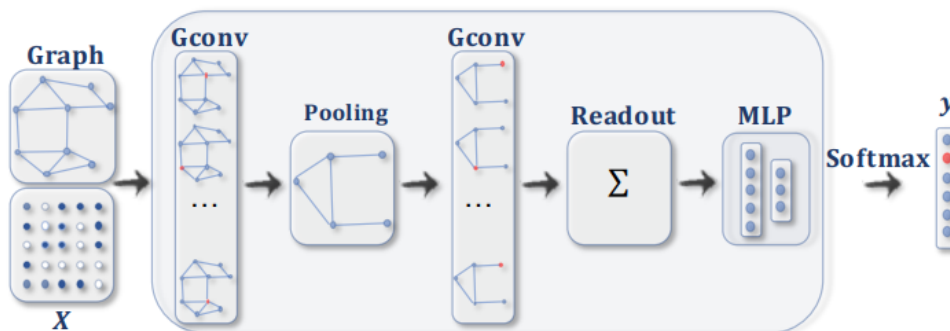 Graph
X
Gconv
...
Pooling
Gconv
...
Readout
Σ
MLP
Softmax
y